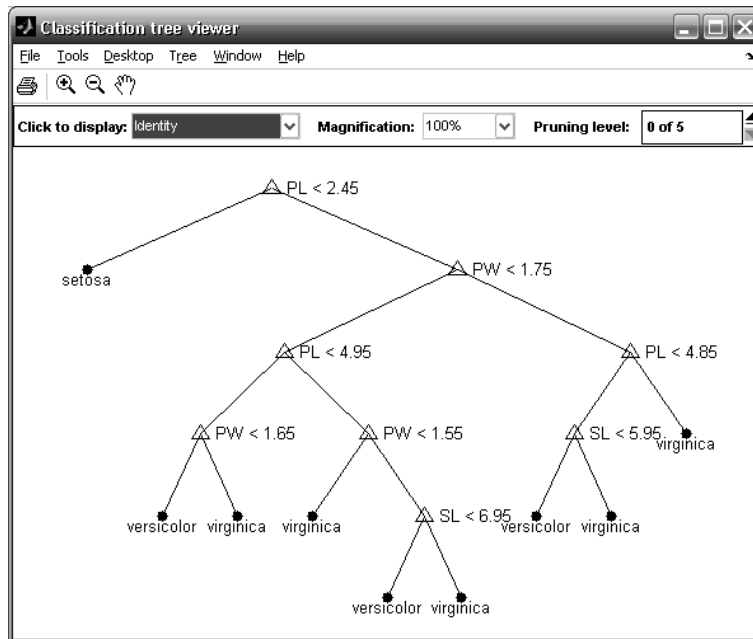 Classification tree viewer
File Tools Desktop Tree Window Help
Click to display: Identity Magnification: 100% Pruning level: 0 of 5
PL < 2.45
setosa
PW < 1.75
PL < 4.95
PL < 4.85
PW < 1.65
PW < 1.55
SL < 5.95
virginica
versicolor virginica virginica
SL < 6.95
versicolor virginica
versicolor virginica